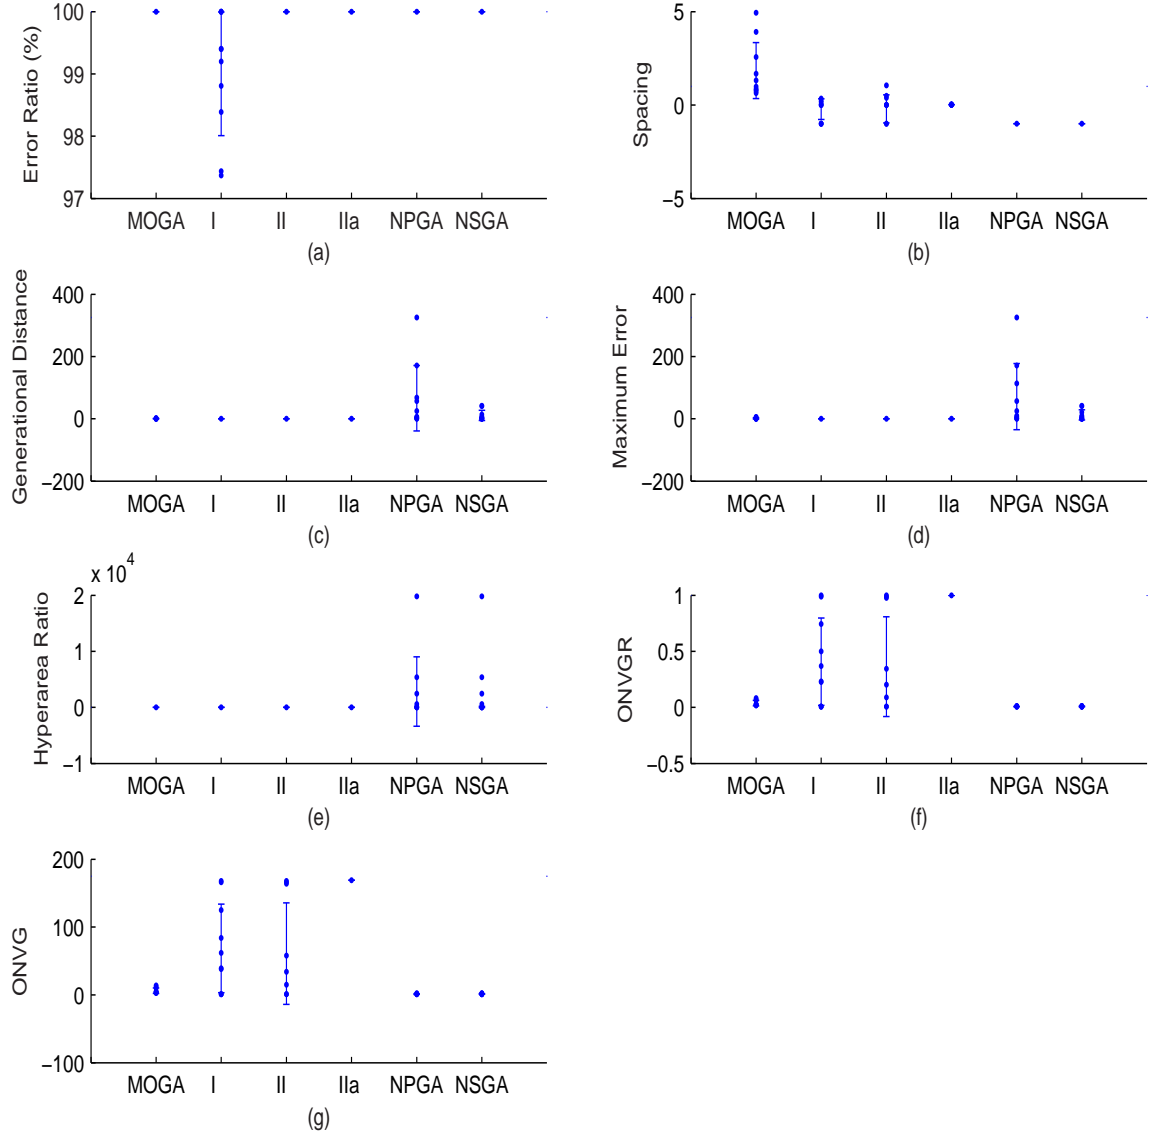 Error Ratio (%)
100
99
98
97
MOGA I II IIa NPGA NSGA
(a)
Spacing
5
0
−5
MOGA I II IIa NPGA NSGA
(b)
Generational Distance
400
200
0
−200
MOGA I II IIa NPGA NSGA
(c)
Maximum Error
400
200
0
−200
MOGA I II IIa NPGA NSGA
(d)
Hyperarea Ratio
x 10^4
2
1
0
−1
MOGA I II IIa NPGA NSGA
(e)
ONVGR
1
0.5
0
−0.5
MOGA I II IIa NPGA NSGA
(f)
ONVG
200
100
0
−100
MOGA I II IIa NPGA NSGA
(g)